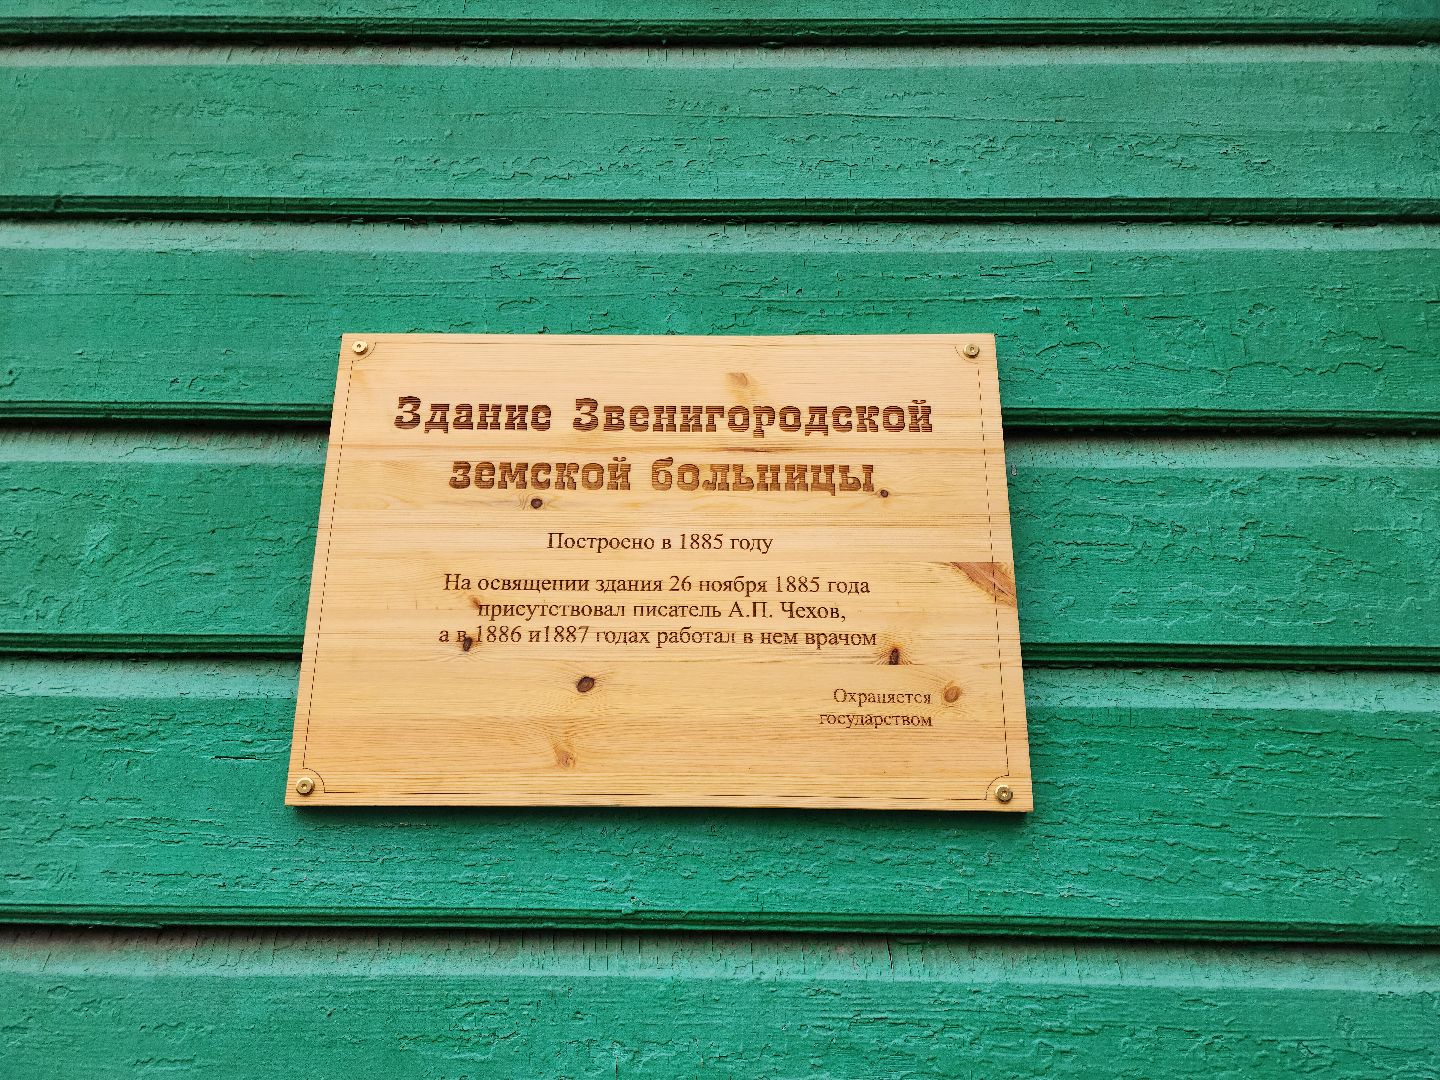 Здание Звенигородской
земской больницы
Построено в 1885 году
На освящении здания 26 ноября 1885 года
присутствовал писатель А.П. Чехов,
а в 1886 и1887 годах работал в нем врачом
Охраняется
государством